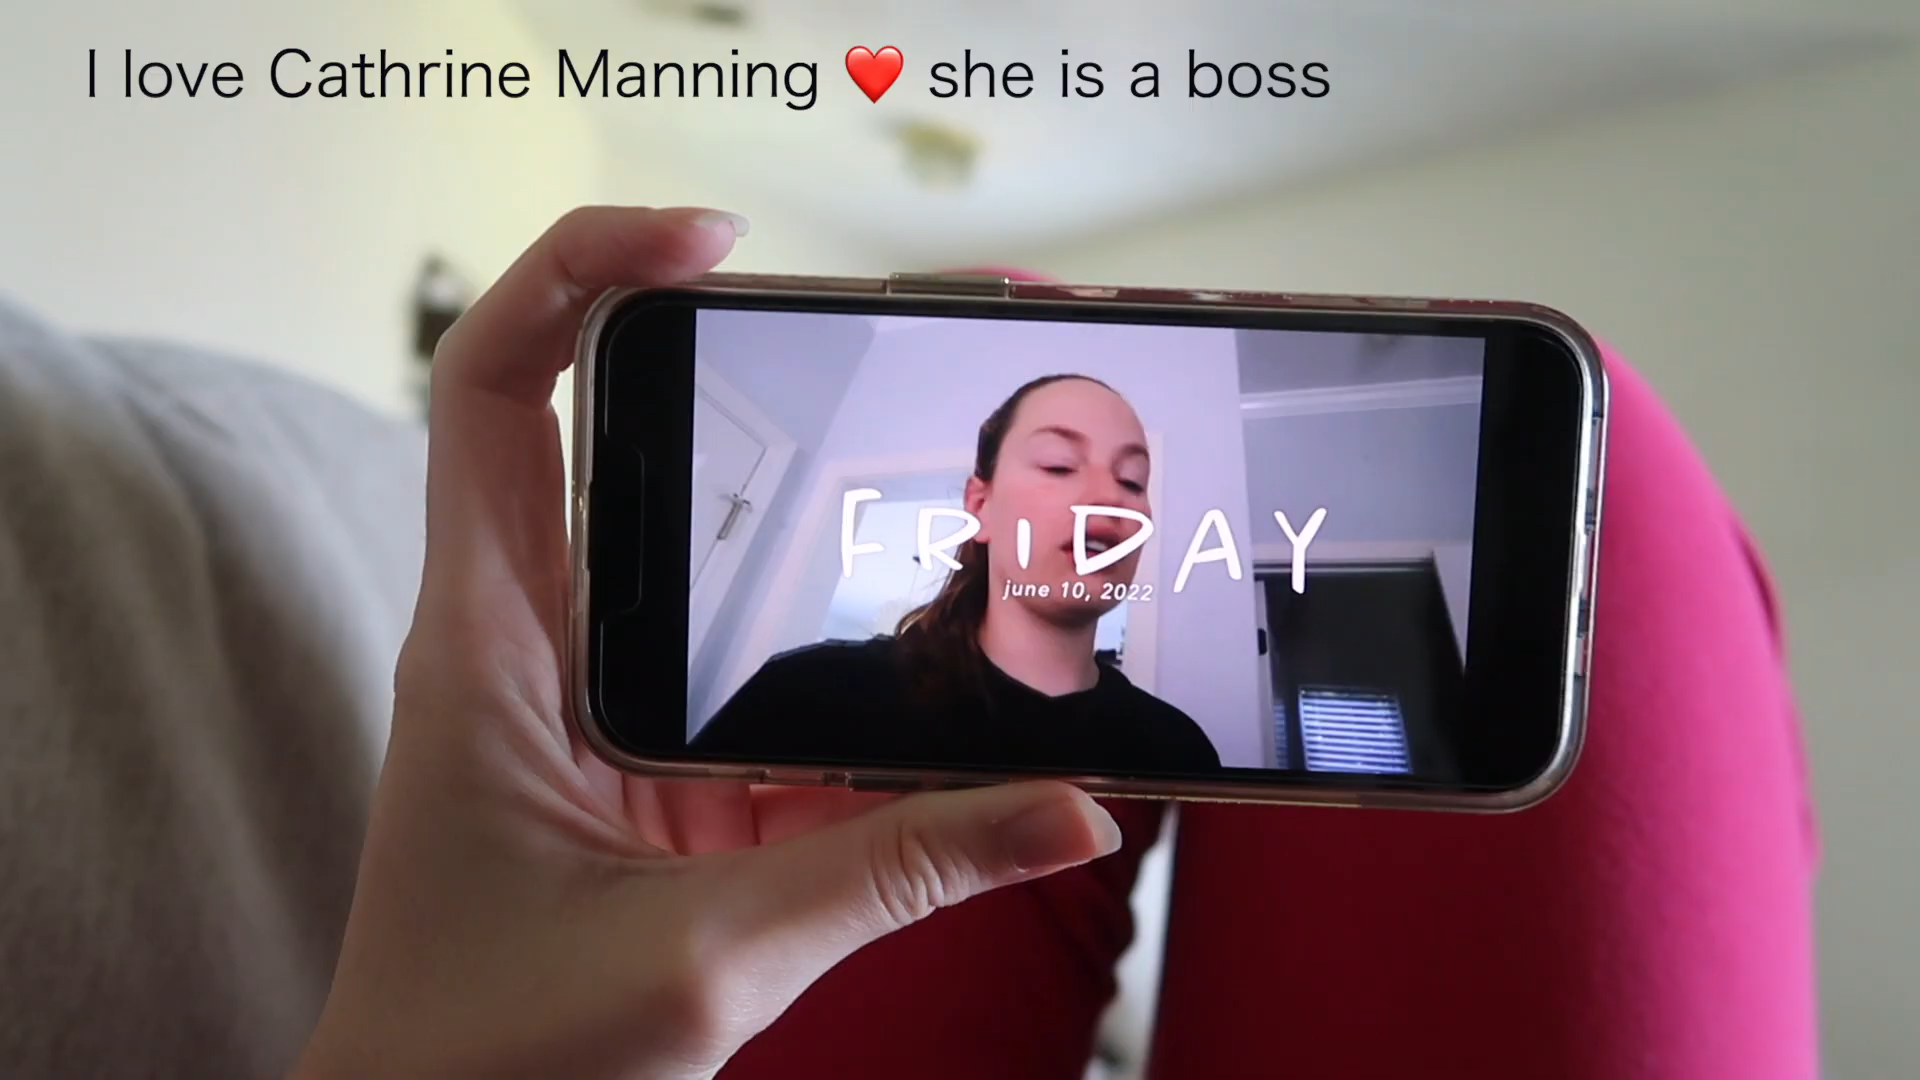 I love Cathrine Manning ❤️ she is a boss
FRIDAY
june 10, 2022